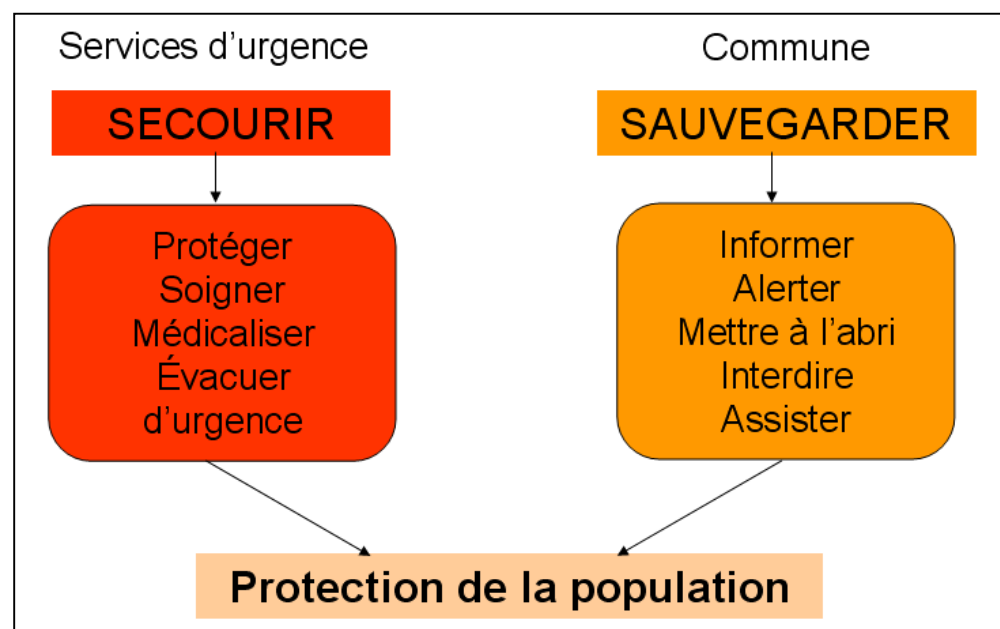 Services d’urgence
SECOURIR
Protéger
Soigner
Médicaliser
Évacuer
d’urgence
Commune
SAUVEGARDER
Informer
Alerter
Mettre à l’abri
Interdire
Assister
Protection de la population